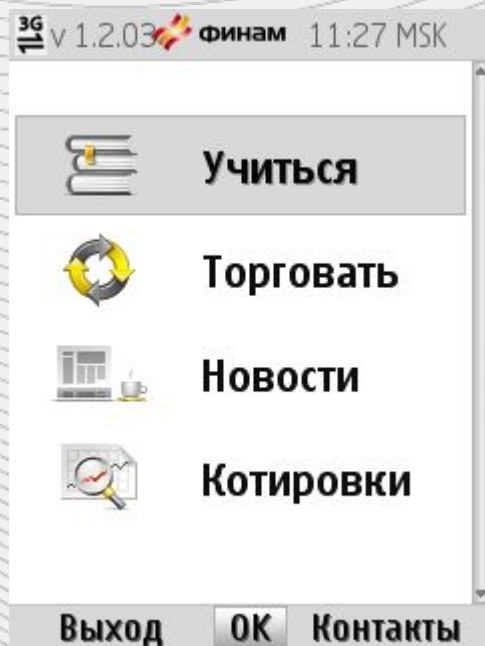 3G v 1.2.03 финам 11:27 MSK
Учиться
Торговать
Новости
Котировки
Выход OK Контакты